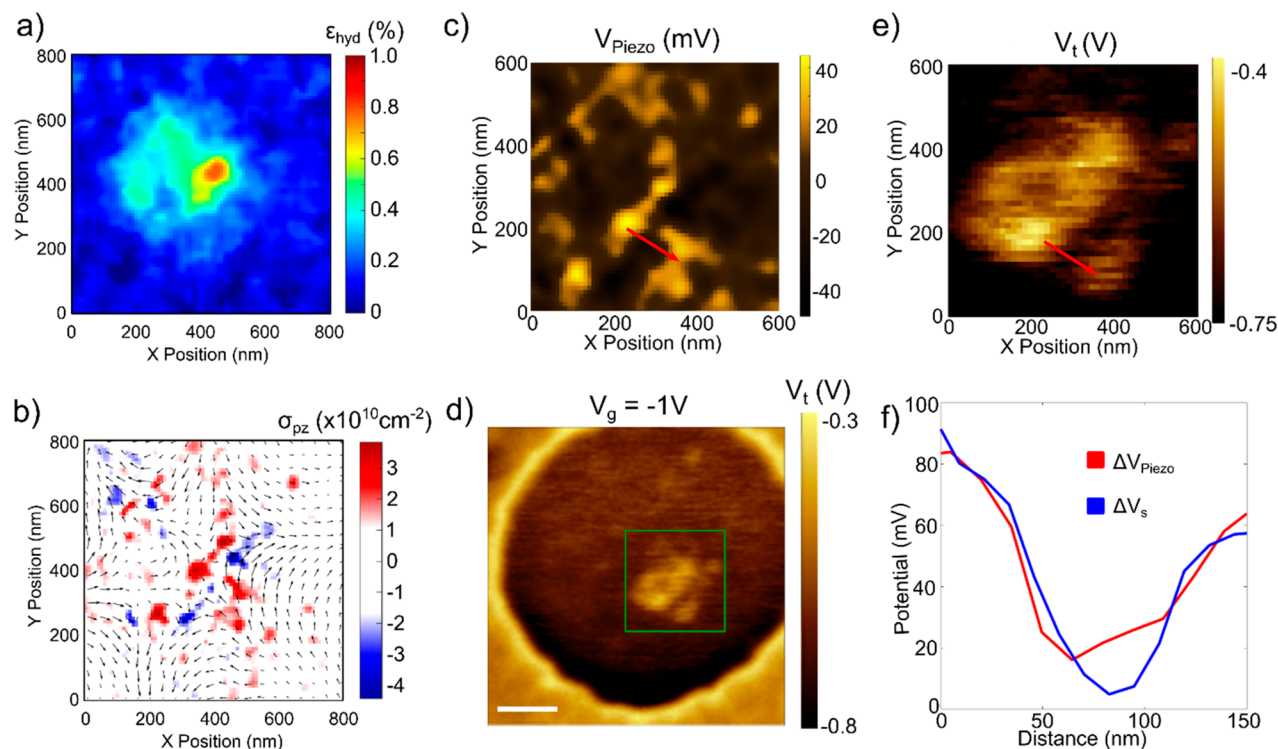 a)
ε_hyd (%)
800
600
400
200
0
0 200 400 600 800
Y Position (nm)
X Position (nm)
1.0
0.8
0.6
0.4
0.2
0
b)
σ_pz (x10^10 cm^-2)
800
600
400
200
0
0 200 400 600 800
Y Position (nm)
X Position (nm)
3
2
1
0
-1
-2
-3
-4
c)
V_Piezo (mV)
600
400
200
0
0 200 400 600
Y Position (nm)
X Position (nm)
40
20
0
-20
-40
d)
V_g = -1V
V_t (V)
-0.3
-0.8
e)
V_t (V)
600
500
400
300
200
100
0
0 200 400 600
Y Position (nm)
X Position (nm)
-0.4
-0.75
f)
100
80
60
40
20
0
0 50 100 150
Potential (mV)
Distance (nm)
ΔV_Piezo
ΔV_s